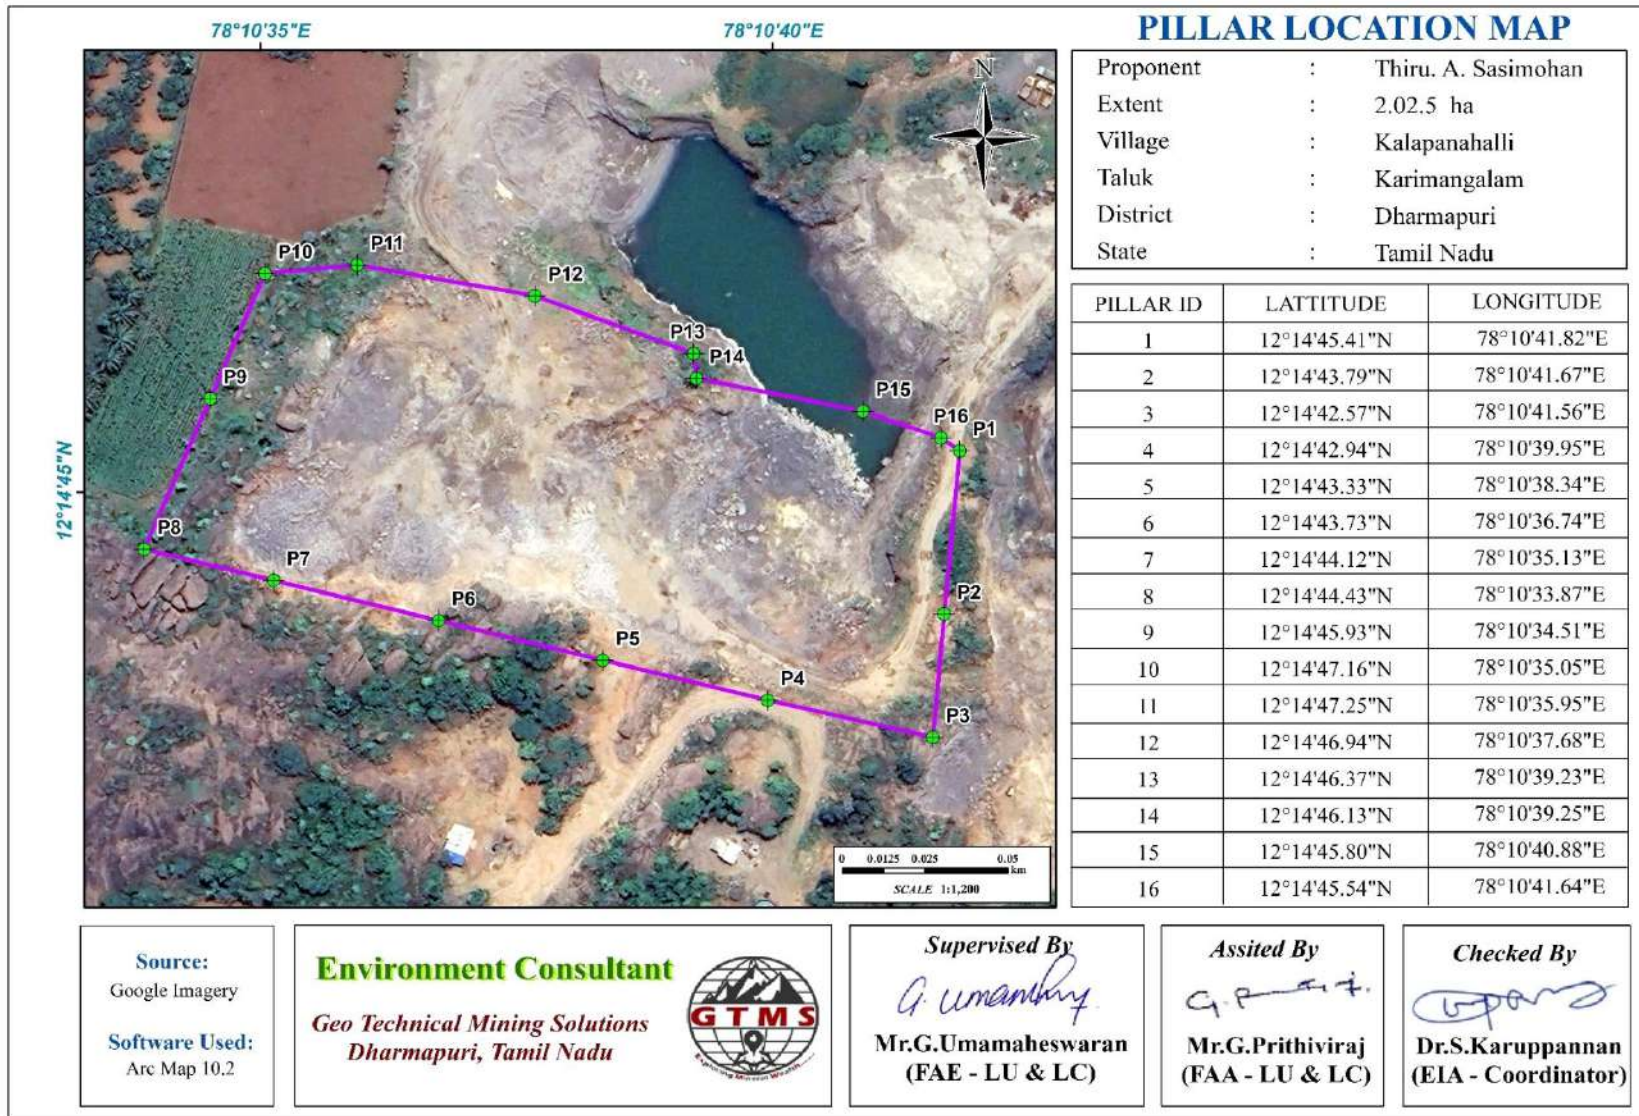 78°10'35"E
78°10'40"E
PILLAR LOCATION MAP
Proponent : Thiru. A. Sasimohan
Extent : 2.02.5 ha
Village : Kalapanahalli
Taluk : Karimangalam
District : Dharmapuri
State : Tamil Nadu
N
P10
P11
P12
P13
P14
P15
P16
P1
P9
P8
P7
P6
P5
P4
P3
P2
12°14'45"N
0 0.0125 0.025 0.05
km
SCALE 1:1,200
PILLAR ID LATTITUDE LONGITUDE
1 12°14'45.41"N 78°10'41.82"E
2 12°14'43.79"N 78°10'41.67"E
3 12°14'42.57"N 78°10'41.56"E
4 12°14'42.94"N 78°10'39.95"E
5 12°14'43.33"N 78°10'38.34"E
6 12°14'43.73"N 78°10'36.74"E
7 12°14'44.12"N 78°10'35.13"E
8 12°14'44.43"N 78°10'33.87"E
9 12°14'45.93"N 78°10'34.51"E
10 12°14'47.16"N 78°10'35.05"E
11 12°14'47.25"N 78°10'35.95"E
12 12°14'46.94"N 78°10'37.68"E
13 12°14'46.37"N 78°10'39.23"E
14 12°14'46.13"N 78°10'39.25"E
15 12°14'45.80"N 78°10'40.88"E
16 12°14'45.54"N 78°10'41.64"E
Source:
Google Imagery
Software Used:
Arc Map 10.2
Environment Consultant
Geo Technical Mining Solutions
Dharmapuri, Tamil Nadu
GTMS
Supervised By
G. Umamhy
Mr.G.Umamaheswaran
(FAE - LU & LC)
Assited By
Mr.G.Prithiviraj
(FAA - LU & LC)
Checked By
Dr.S.Karuppannan
(EIA - Coordinator)